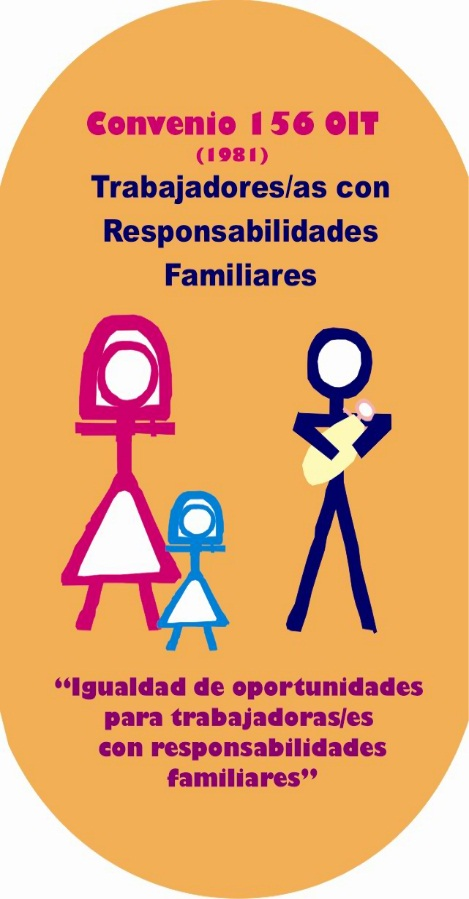 Convenio 156 OIT
(1981)
Trabajadores/as con
Responsabilidades
Familiares
“Igualdad de oportunidades
para trabajadoras/es
con responsabilidades
familiares”